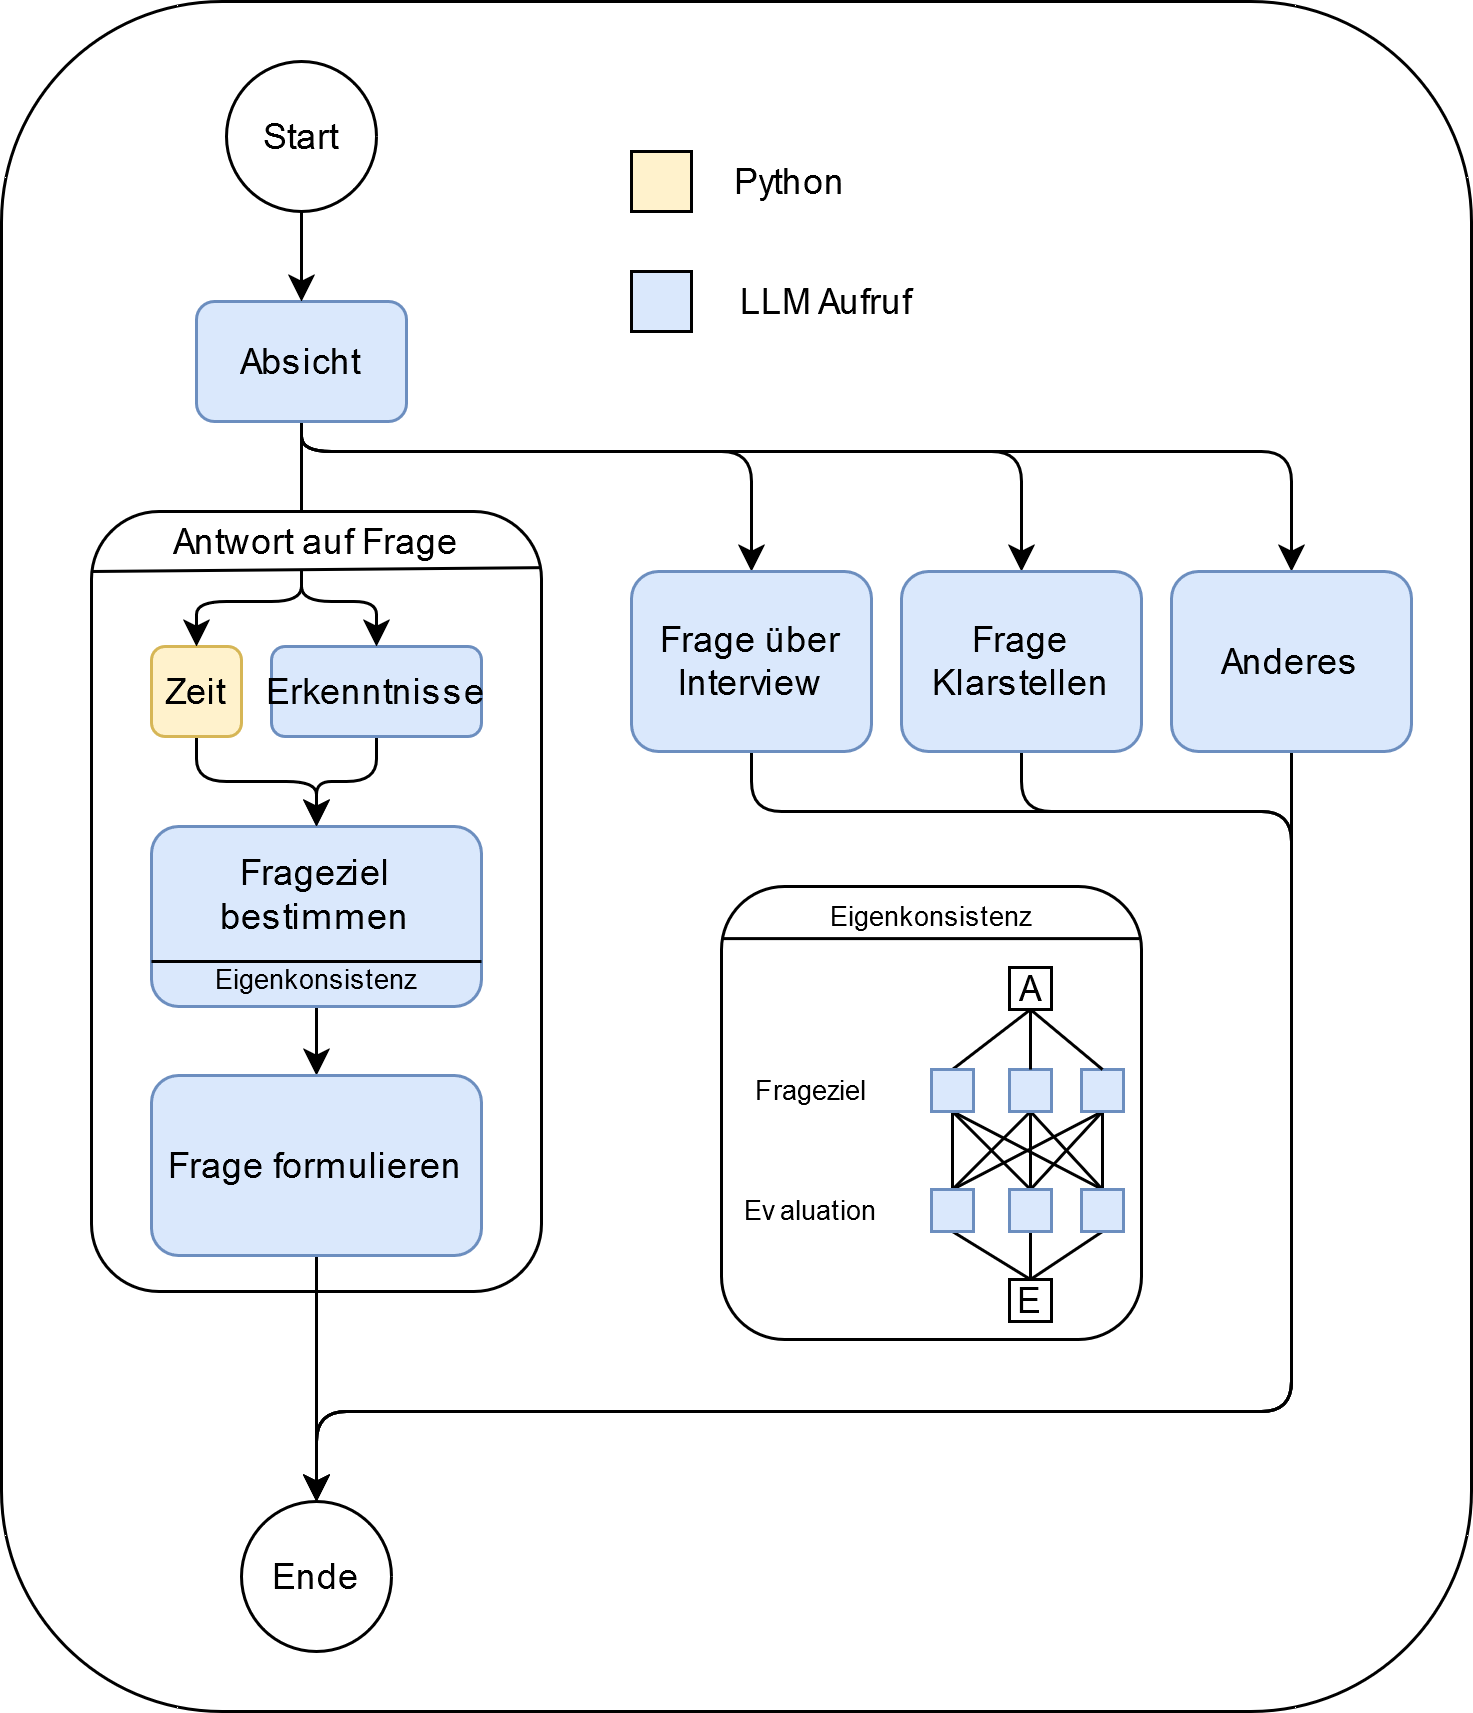 Start
Python
LLM Aufruf
Absicht
Antwort auf Frage
Zeit
Erkenntnisse
Frage über
Interview
Frage
Klarstellen
Anderes
Frageziel
bestimmen
Eigenkonsistenz
Frage formulieren
Eigenkonsistenz
A
Frageziel
Evaluation
E
Ende